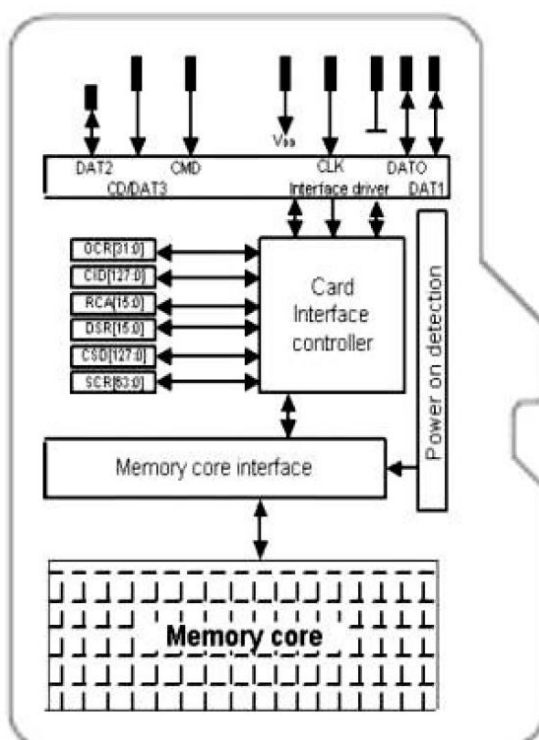 V DD
DAT2 CMD CLK DAT0
CD/DAT3 Interface driver DAT1
OCR[31:0]
CID[127:0]
RCA[15:0]
DSR[15:0]
CSD[127:0]
SCR[63:0]
Card
Interface
controller
Power on detection
Memory core interface
Memory core